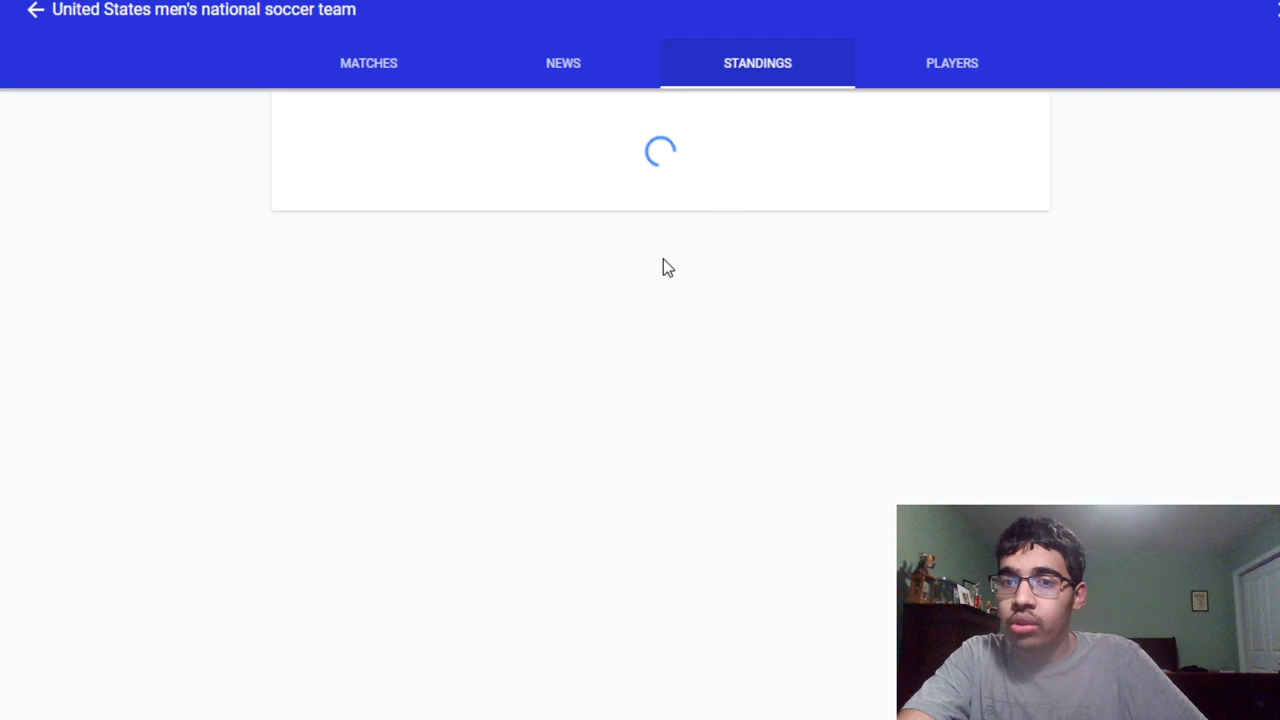 United States men's national soccer team
MATCHES
NEWS
STANDINGS
PLAYERS